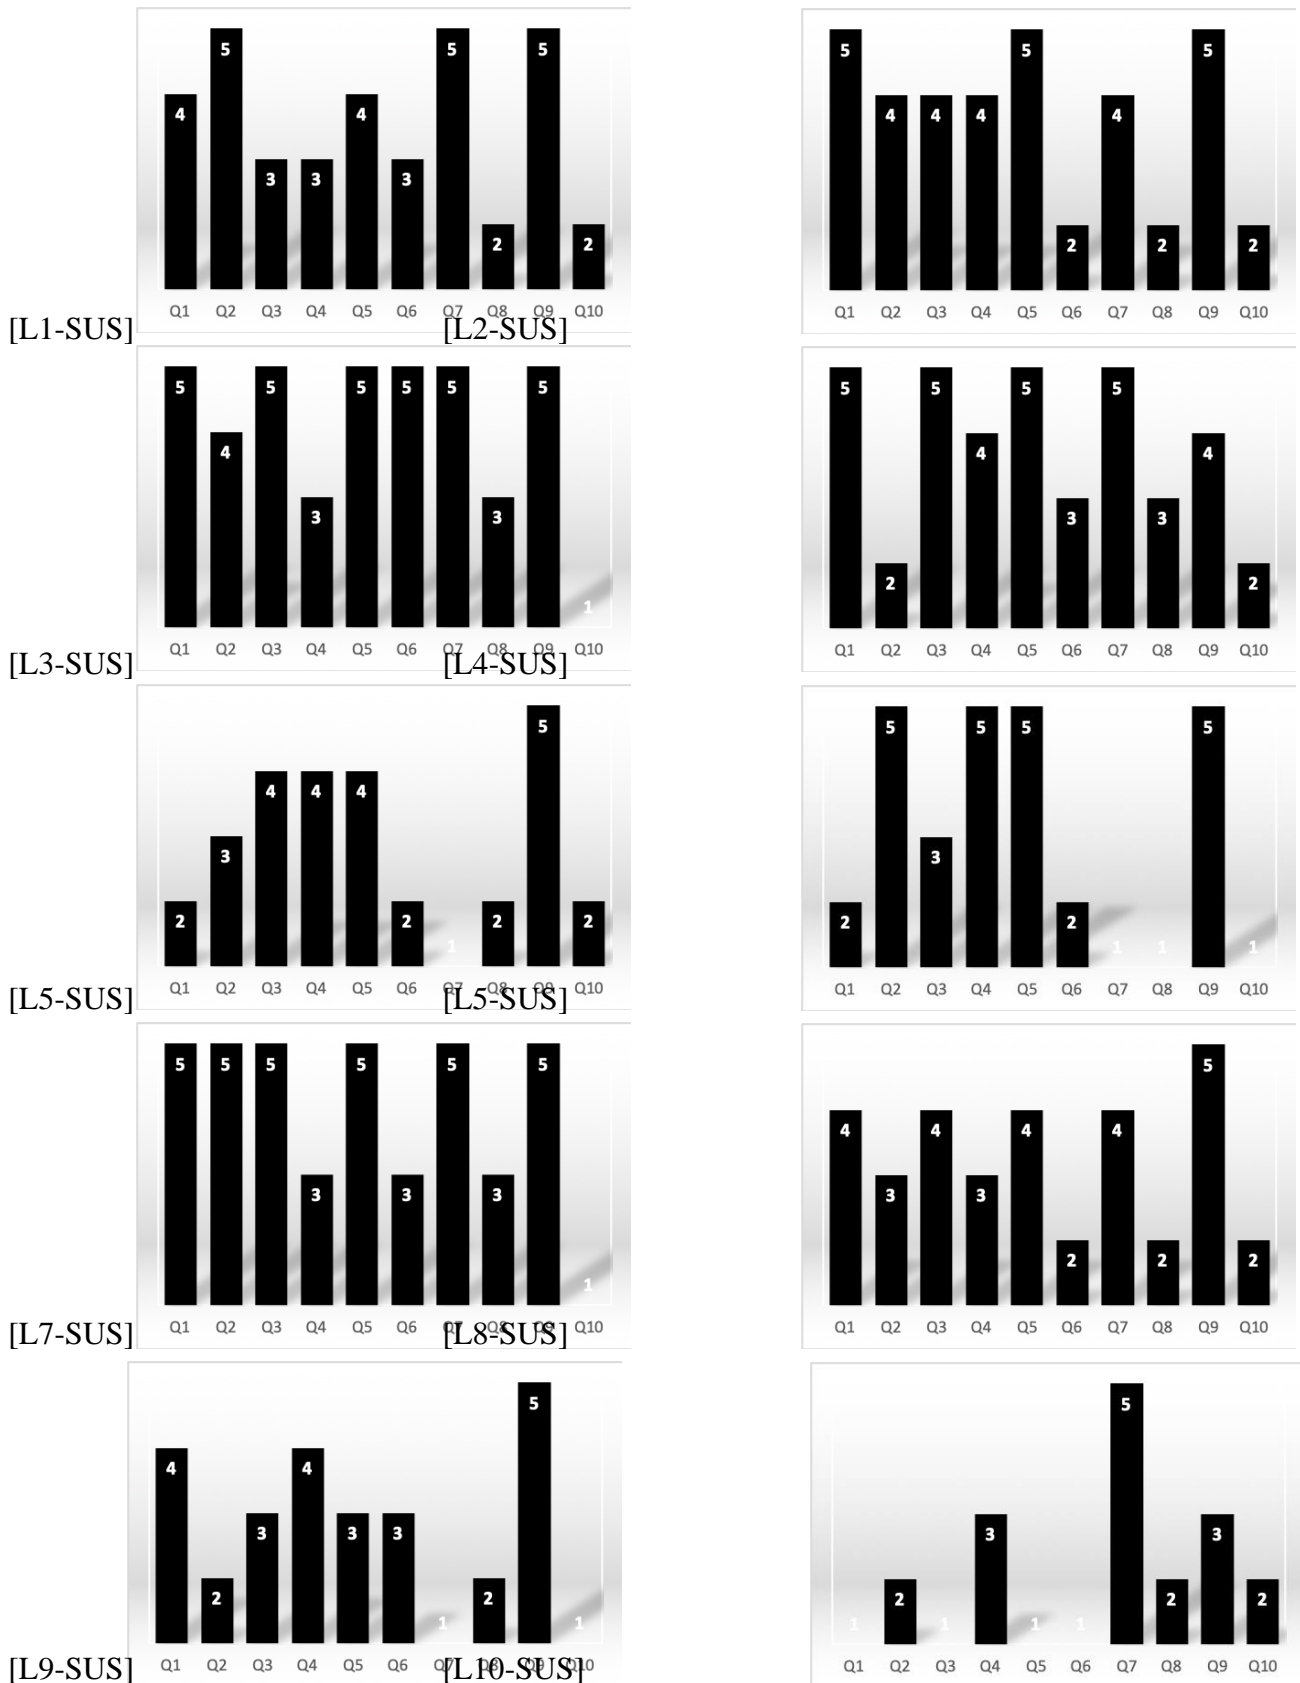 5 5 5
4 4
3 3 3
2 2
Q1 Q2 Q3 Q4 Q5 Q6 Q7 Q8 Q9 Q10
[L1-SUS]
5 5 5
4 4 4 4
2 2 2
Q1 Q2 Q3 Q4 Q5 Q6 Q7 Q8 Q9 Q10
[L2-SUS]
5 5 5 5 5 5
4
3 3
1
Q1 Q2 Q3 Q4 Q5 Q6 Q7 Q8 Q9 Q10
[L3-SUS]
5 5 5 5
4 4
3 3
2 2
Q1 Q2 Q3 Q4 Q5 Q6 Q7 Q8 Q9 Q10
[L4-SUS]
5
4 4 4
3
2 2 2 2
1
Q1 Q2 Q3 Q4 Q5 Q6 Q7 Q8 Q9 Q10
[L5-SUS]
5 5 5 5
3
2 2
1 1 1
Q1 Q2 Q3 Q4 Q5 Q6 Q7 Q8 Q9 Q10
[L5-SUS]
5 5 5 5 5 5
3 3 3
1
Q1 Q2 Q3 Q4 Q5 Q6 Q7 Q8 Q9 Q10
[L7-SUS]
5
4 4 4 4
3 3
2 2 2
Q1 Q2 Q3 Q4 Q5 Q6 Q7 Q8 Q9 Q10
[L8-SUS]
5
4 4
3 3 3
2 2
1 1
Q1 Q2 Q3 Q4 Q5 Q6 Q7 Q8 Q9 Q10
[L9-SUS]
5
3 3
2 2 2
1 1 1 1
Q1 Q2 Q3 Q4 Q5 Q6 Q7 Q8 Q9 Q10
[L10-SUS]